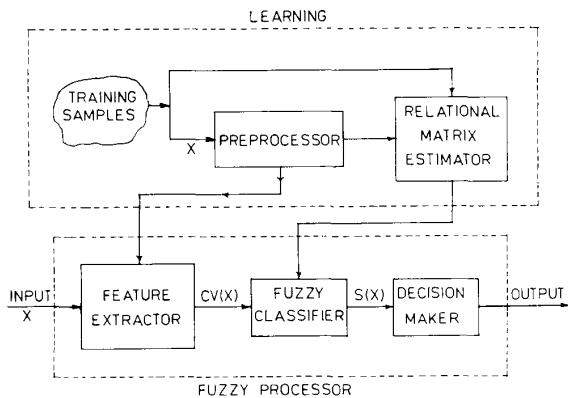 LEARNING
TRAINING
SAMPLES
X
PREPROCESSOR
RELATIONAL
MATRIX
ESTIMATOR
INPUT
X
FEATURE
EXTRACTOR
CV(X)
FUZZY
CLASSIFIER
S(X)
DECISION
MAKER
OUTPUT
FUZZY PROCESSOR